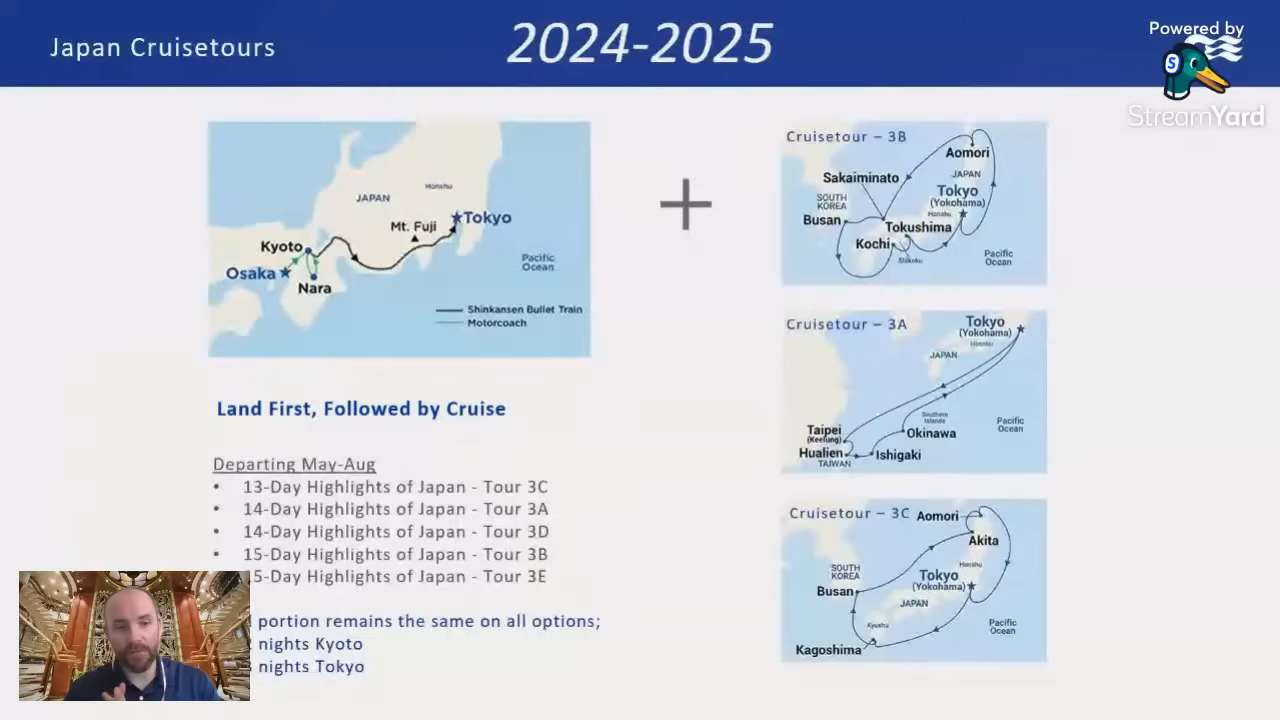 Japan Cruisetours
2024-2025
Powered by
S
StreamYard
JAPAN
Honshu
Mt. Fuji
Tokyo
Kyoto
Osaka
Nara
Pacific
Ocean
Shinkansen Bullet Train
Motorcoach
+
Cruisetour – 3B
Aomori
Sakaiminato
JAPAN
SOUTH
KOREA
Tokyo
(Yokohama)
Honshu
Busan
Tokushima
Kochi
Shikoku
Pacific
Ocean
Cruisetour – 3A
Tokyo
(Yokohama)
Honshu
JAPAN
Southern
Islands
Pacific
Ocean
Taipei
(Keelung)
Okinawa
Hualien
Ishigaki
TAIWAN
Cruisetour – 3C
Aomori
Akita
Honshu
SOUTH
KOREA
Tokyo
(Yokohama)
Busan
JAPAN
Kyushu
Pacific
Ocean
Kagoshima
Land First, Followed by Cruise
Departing May-Aug
• 13-Day Highlights of Japan - Tour 3C
• 14-Day Highlights of Japan - Tour 3A
• 14-Day Highlights of Japan - Tour 3D
• 15-Day Highlights of Japan - Tour 3B
5-Day Highlights of Japan - Tour 3E
portion remains the same on all options;
nights Kyoto
nights Tokyo